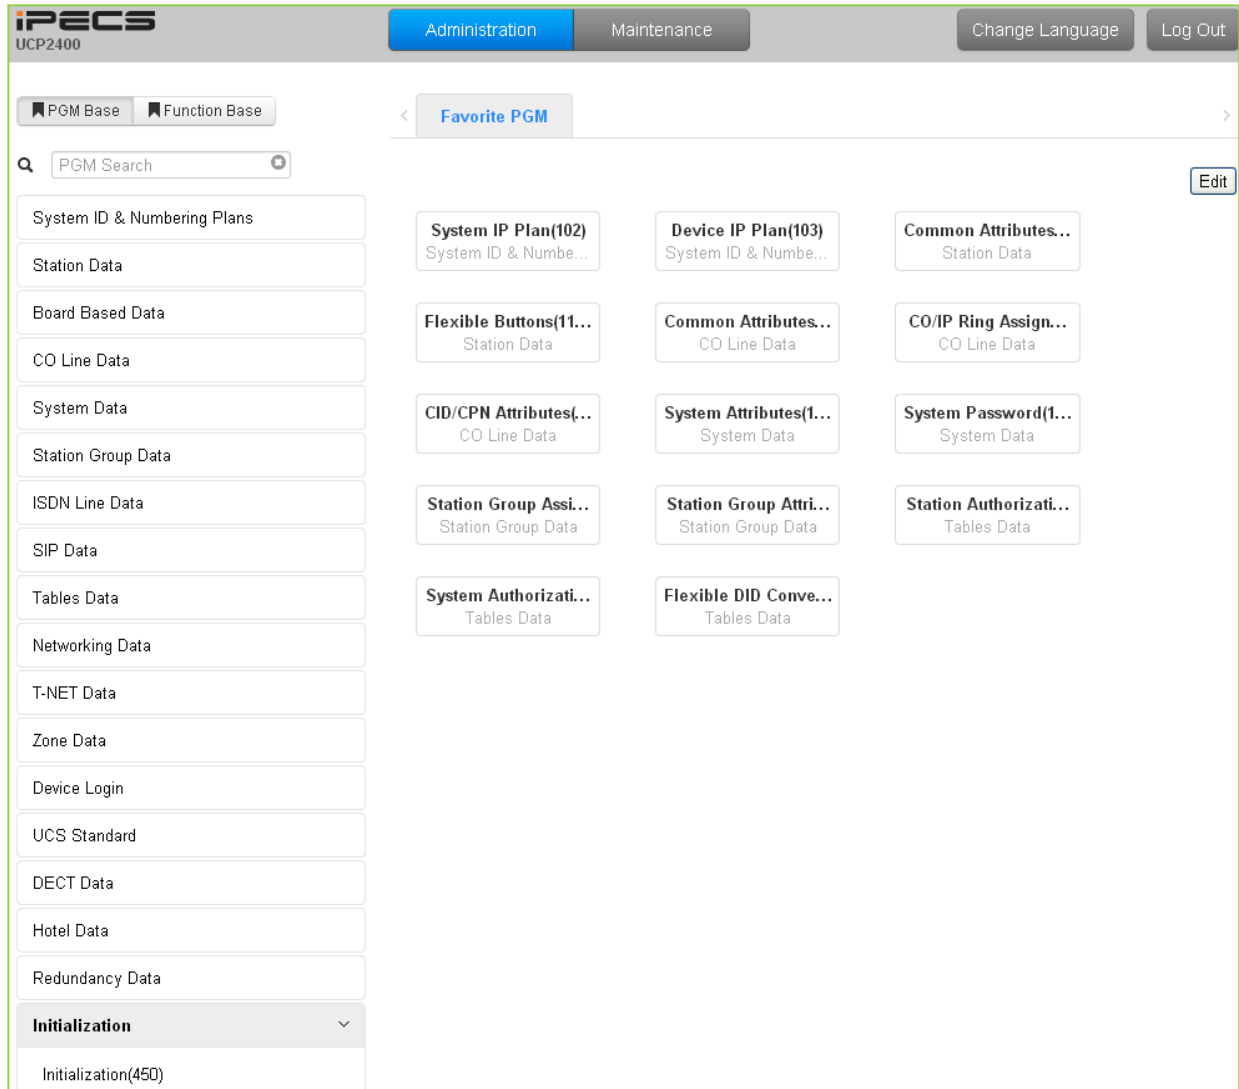 iPECS
UCP2400
Administration
Maintenance
Change Language
Log Out
PGM Base
Function Base
PGM Search
System ID & Numbering Plans
Station Data
Board Based Data
CO Line Data
System Data
Station Group Data
ISDN Line Data
SIP Data
Tables Data
Networking Data
T-NET Data
Zone Data
Device Login
UCS Standard
DECT Data
Hotel Data
Redundancy Data
Initialization
Initialization(450)
Favorite PGM
Edit
System IP Plan(102)
System ID & Numbe...
Device IP Plan(103)
System ID & Numbe...
Common Attributes...
Station Data
Flexible Buttons(11...
Station Data
Common Attributes...
CO Line Data
CO/IP Ring Assign...
CO Line Data
CID/CPN Attributes(...
CO Line Data
System Attributes(1...
System Data
System Password(1...
System Data
Station Group Assi...
Station Group Data
Station Group Attri...
Station Group Data
Station Authorizati...
Tables Data
System Authorizati...
Tables Data
Flexible DID Conve...
Tables Data